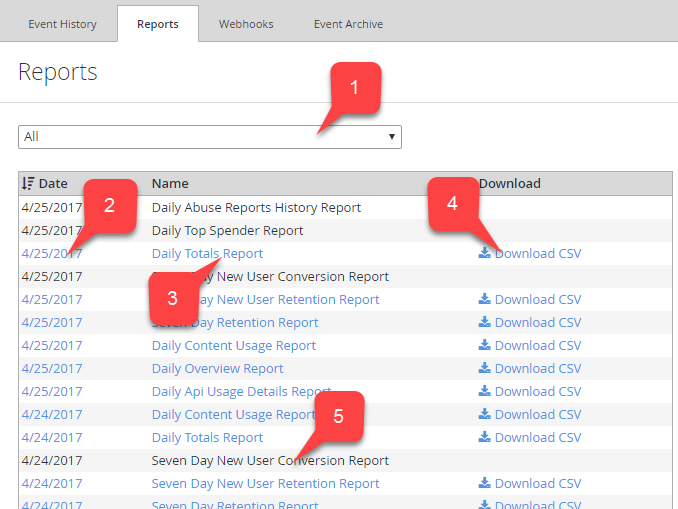 Event History Reports Webhooks Event Archive
Reports
1
All
Date Name Download
2
4
4/25/2017 Daily Abuse Reports History Report
4/25/2017 Daily Top Spender Report
4/25/2017 Daily Totals Report Download CSV
4/25/2017 Day New User Conversion Report
3
4/25/2017 Day New User Retention Report Download CSV
4/25/2017 Seven Day Retention Report Download CSV
4/25/2017 Daily Content Usage Report Download CSV
4/25/2017 Daily Overview Report Download CSV
4/25/2017 Daily Api Usage Details Report Download CSV
4/24/2017 Daily Content Usage Report Download CSV
5
4/24/2017 Daily Totals Report Download CSV
4/24/2017 Seven Day New User Conversion Report
4/24/2017 Seven Day New User Retention Report Download CSV
4/24/2017 Seven Day Retention Report Download CSV